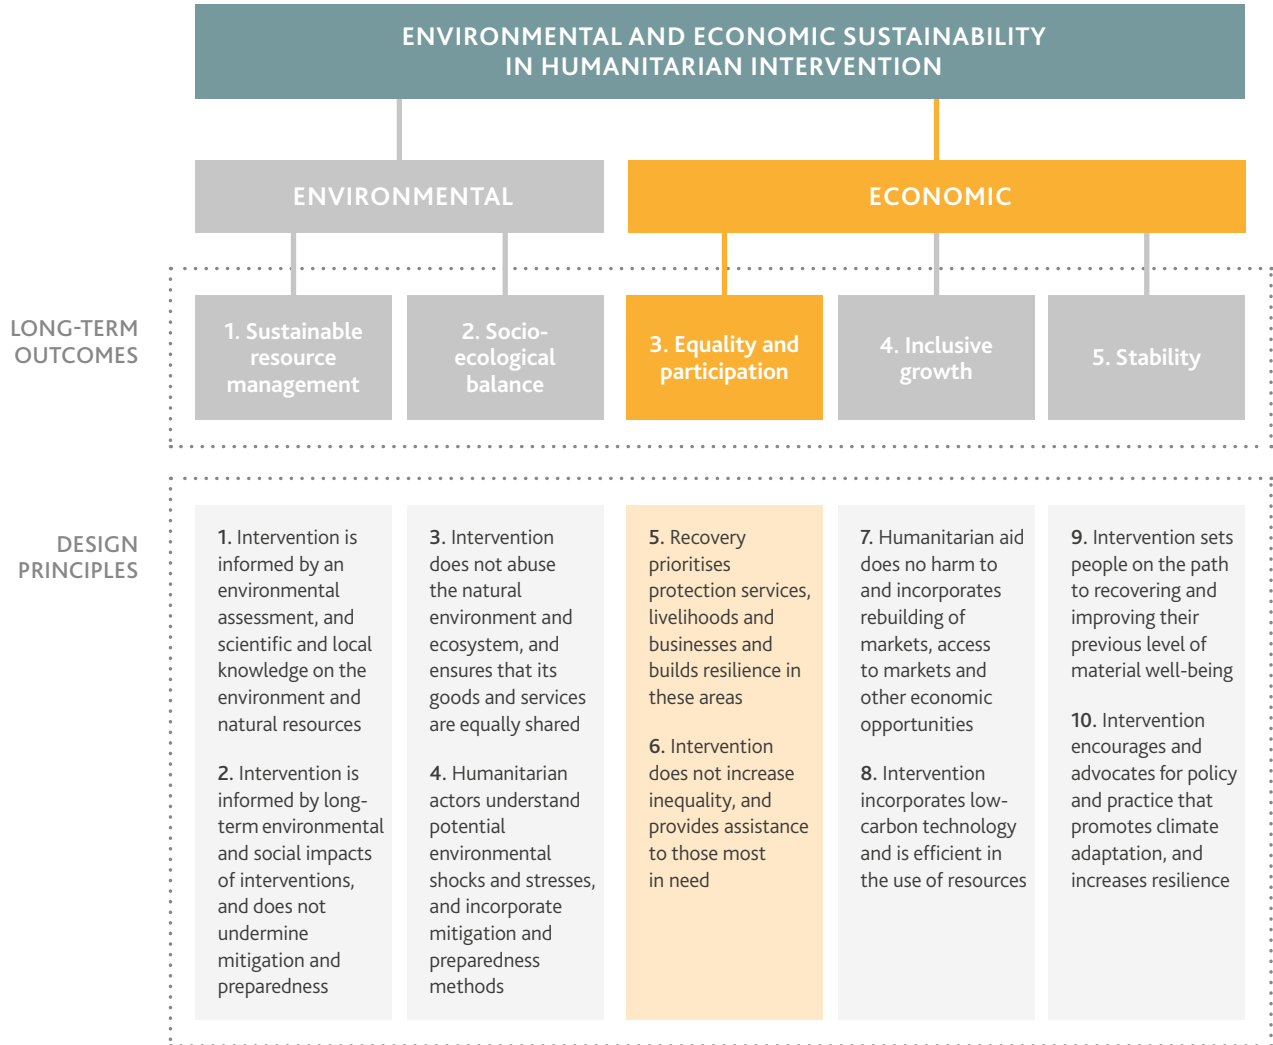 ENVIRONMENTAL AND ECONOMIC SUSTAINABILITY
IN HUMANITARIAN INTERVENTION
ENVIRONMENTAL
ECONOMIC
LONG-TERM
OUTCOMES
1. Sustainable
resource
management
2. Socio-
ecological
balance
3. Equality and
participation
4. Inclusive
growth
5. Stability
DESIGN
PRINCIPLES
1. Intervention is
informed by an
environmental
assessment, and
scientific and local
knowledge on the
environment and
natural resources
2. Intervention is
informed by long-
term environmental
and social impacts
of interventions,
and does not
undermine
mitigation and
preparedness
3. Intervention
does not abuse
the natural
environment and
ecosystem, and
ensures that its
goods and services
are equally shared
4. Humanitarian
actors understand
potential
environmental
shocks and stresses,
and incorporate
mitigation and
preparedness
methods
5. Recovery
prioritises
protection services,
livelihoods and
businesses and
builds resilience in
these areas
6. Intervention
does not increase
inequality, and
provides assistance
to those most
in need
7. Humanitarian aid
does no harm to
and incorporates
rebuilding of
markets, access
to markets and
other economic
opportunities
8. Intervention
incorporates low-
carbon technology
and is efficient in
the use of resources
9. Intervention sets
people on the path
to recovering and
improving their
previous level of
material well-being
10. Intervention
encourages and
advocates for policy
and practice that
promotes climate
adaptation, and
increases resilience